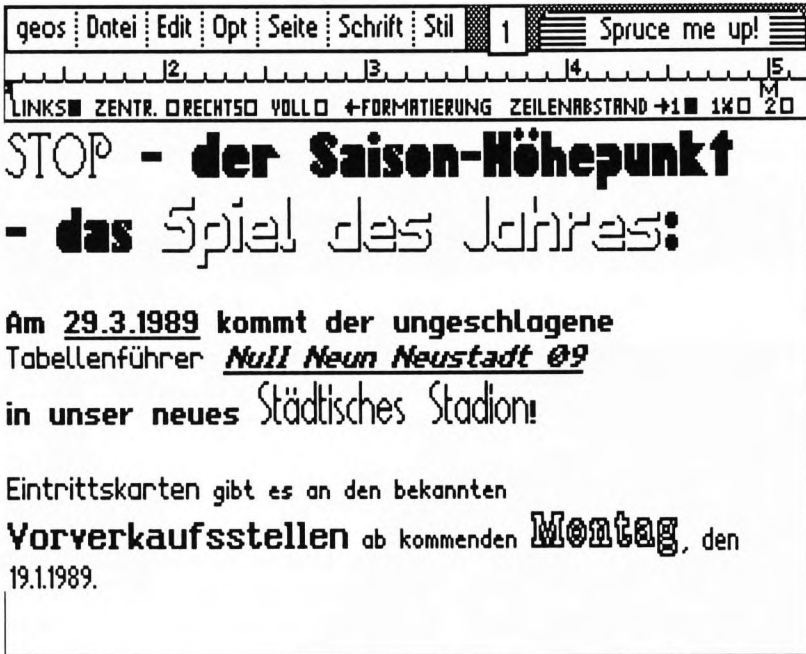 geos Datei Edit Opt Seite Schrift Stil 1 Spruce me up!
2 3 4 5
LINKS ZENTR. RECHTS VOLL ←FORMATIERUNG ZEILENABSTAND →1 1½ 2
STOP - der Saison-Höhepunkt
- das Spiel des Jahres:
Am 29.3.1989 kommt der ungeschlagene
Tabellenführer Null Neun Neustadt 09
in unser neues Städtisches Stadion!
Eintrittskarten gibt es an den bekannten
Vorverkaufsstellen ab kommenden Montag, den
19.1.1989.